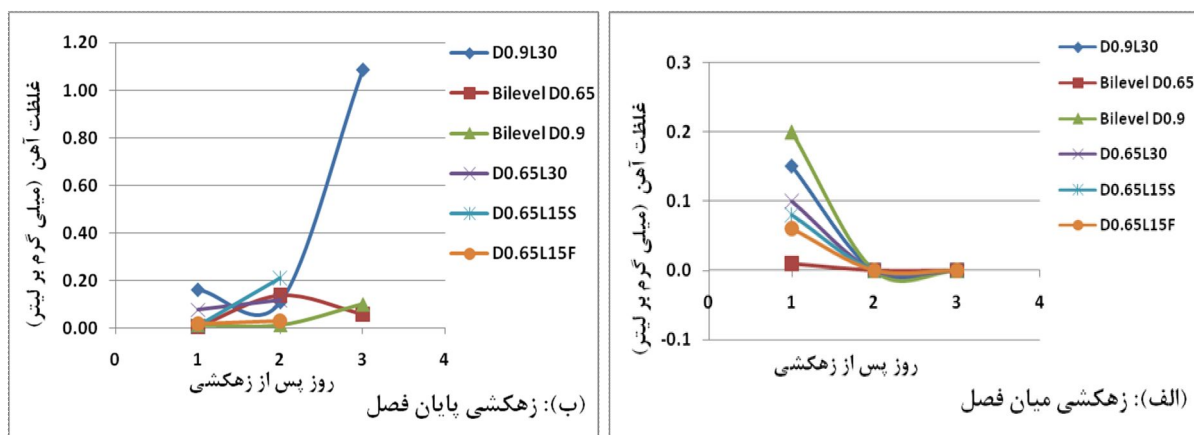 غلظت آهن (میلی گرم بر لیتر)
0.3
0.2
0.1
0.0
-0.1
0
1
2
3
4
روز پس از زهکشی
D0.9L30
Bilevel D0.65
Bilevel D0.9
D0.65L30
D0.65L15S
D0.65L15F
(الف): زهکشی میان فصل
غلظت آهن (میلی گرم بر لیتر)
1.20
1.00
0.80
0.60
0.40
0.20
0.00
0
1
2
3
4
روز پس از زهکشی
D0.9L30
Bilevel D0.65
Bilevel D0.9
D0.65L30
D0.65L15S
D0.65L15F
(ب): زهکشی پایان فصل